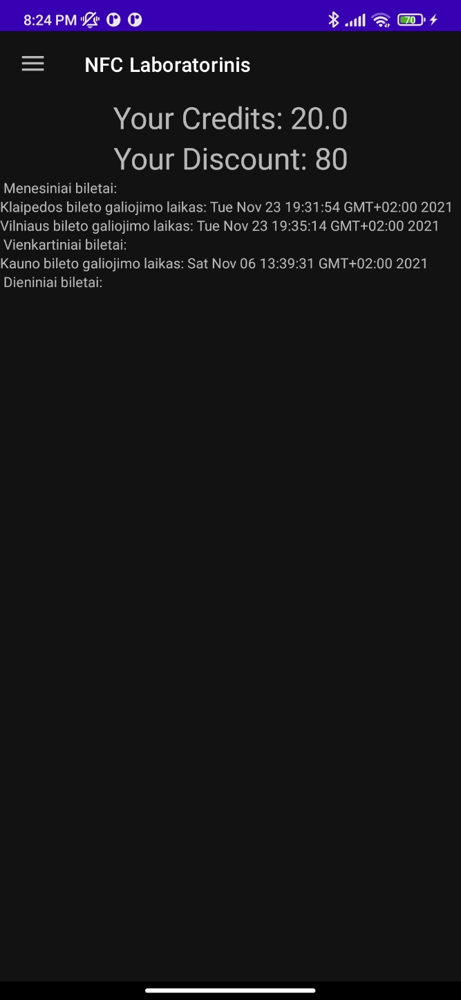 8:24 PM 70
NFC Laboratorinis
Your Credits: 20.0
Your Discount: 80
Menesiniai biletai:
Klaipedos bileto galiojimo laikas: Tue Nov 23 19:31:54 GMT+02:00 2021
Vilniaus bileto galiojimo laikas: Tue Nov 23 19:35:14 GMT+02:00 2021
Vienkartiniai biletai:
Kauno bileto galiojimo laikas: Sat Nov 06 13:39:31 GMT+02:00 2021
Dieniniai biletai: